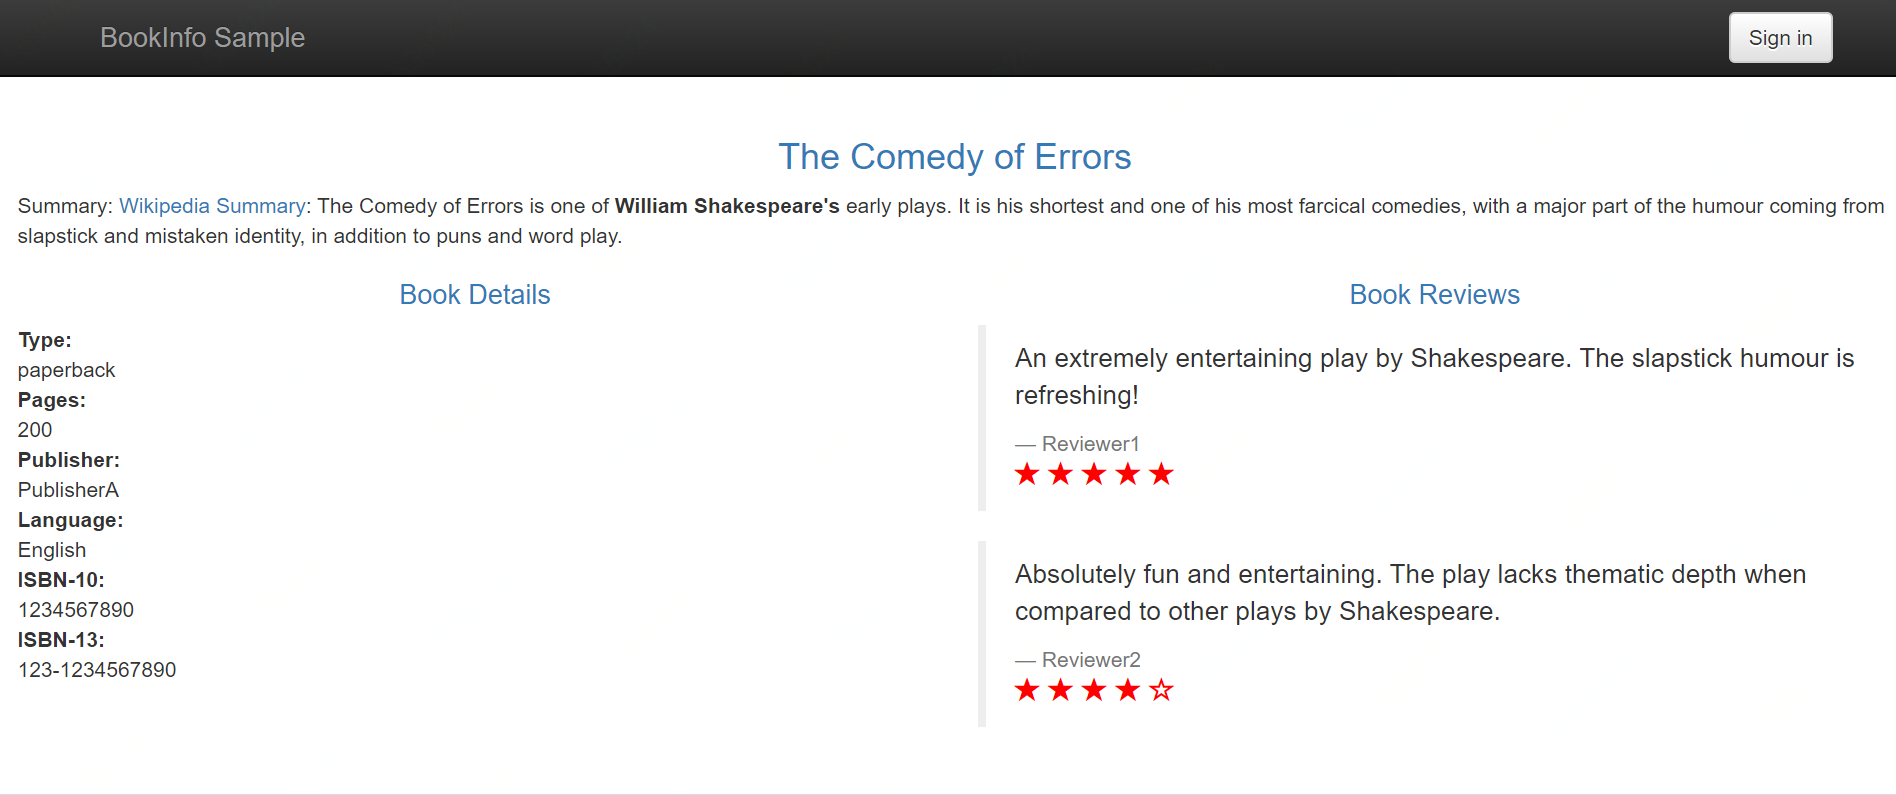 BookInfo Sample
Sign in
The Comedy of Errors
Summary: Wikipedia Summary: The Comedy of Errors is one of William Shakespeare's early plays. It is his shortest and one of his most farcical comedies, with a major part of the humour coming from
slapstick and mistaken identity, in addition to puns and word play.
Book Details
Type:
paperback
Pages:
200
Publisher:
PublisherA
Language:
English
ISBN-10:
1234567890
ISBN-13:
123-1234567890
Book Reviews
An extremely entertaining play by Shakespeare. The slapstick humour is
refreshing!
— Reviewer1
★ ★ ★ ★ ★
Absolutely fun and entertaining. The play lacks thematic depth when
compared to other plays by Shakespeare.
— Reviewer2
★ ★ ★ ★ ☆